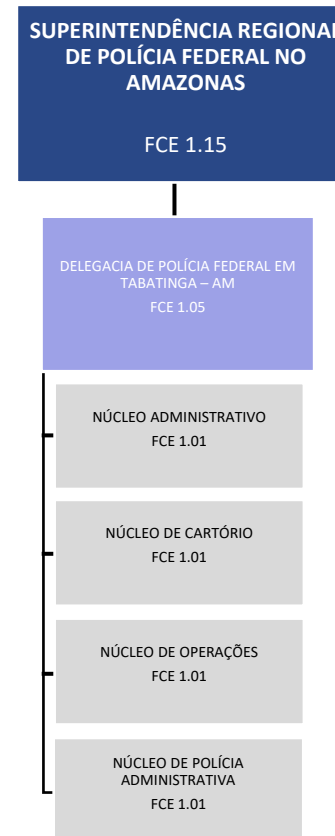 SUPERINTENDÊNCIA REGIONAL
DE POLÍCIA FEDERAL NO
AMAZONAS
FCE 1.15
DELEGACIA DE POLÍCIA FEDERAL EM
TABATINGA – AM
FCE 1.05
NÚCLEO ADMINISTRATIVO
FCE 1.01
NÚCLEO DE CARTÓRIO
FCE 1.01
NÚCLEO DE OPERAÇÕES
FCE 1.01
NÚCLEO DE POLÍCIA
ADMINISTRATIVA
FCE 1.01